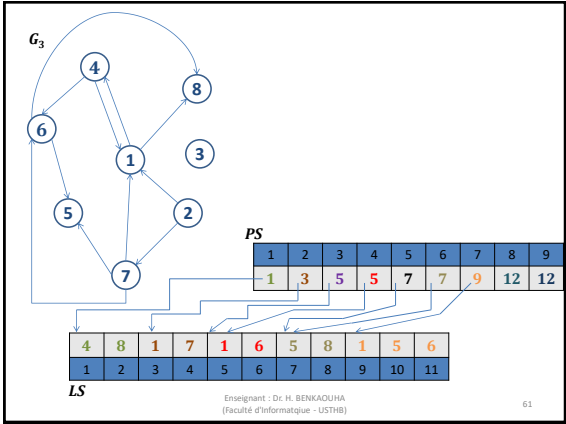 G₃
4
8
6
1
3
5
2
7
PS
1 2 3 4 5 6 7 8 9
1 3 5 5 7 7 9 12 12
4 8 1 7 1 6 5 8 1 5 6
1 2 3 4 5 6 7 8 9 10 11
LS
Enseignant : Dr. H. BENKAOUHA
(Faculté d'Informatqiue - USTHB)
61